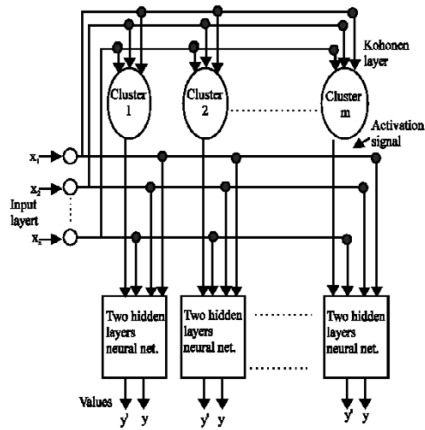 Kohonen
layer
Cluster
1
Cluster
2
Cluster
m
Activation
signal
x₁
x₂
Input
layert
xₙ
Two hidden
layers
neural net.
Two hidden
layers
neural net.
Two hidden
layers
neural net.
Values
y' y
y' y
y' y